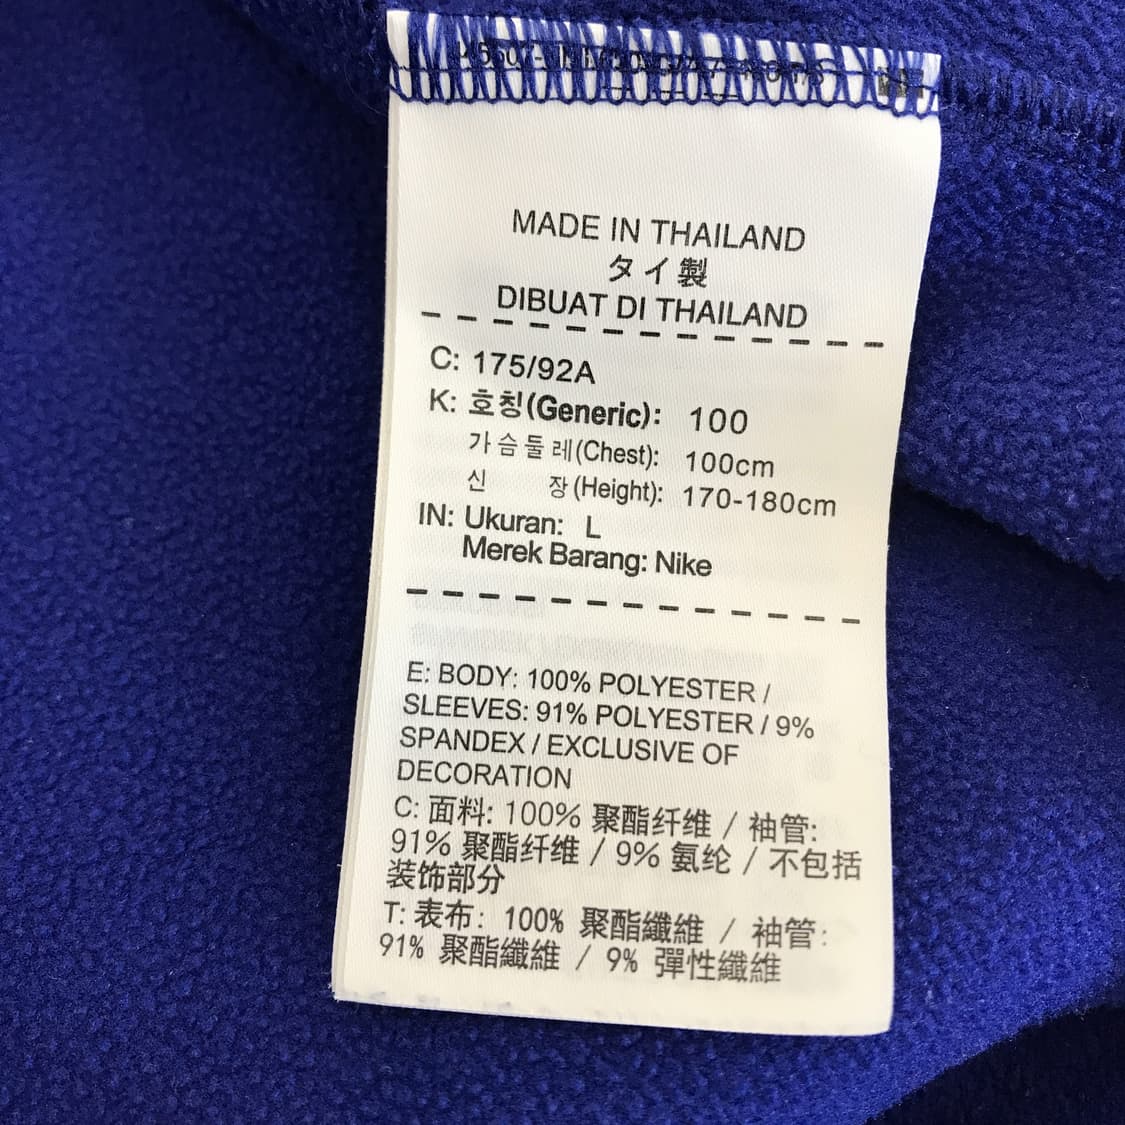 MADE IN THAILAND
タイ製
DIBUAT DI THAILAND
C: 175/92A
K: 호칭(Generic): 100
가슴둘레(Chest): 100cm
신 장(Height): 170-180cm
IN: Ukuran: L
Merek Barang: Nike
E: BODY: 100% POLYESTER /
SLEEVES: 91% POLYESTER / 9%
SPANDEX / EXCLUSIVE OF
DECORATION
C: 面料: 100% 聚酯纤维 / 袖管:
91% 聚酯纤维 / 9% 氨纶 / 不包括
装饰部分
T: 表布: 100% 聚酯纖維 / 袖管:
91% 聚酯纖維 / 9% 彈性纖維